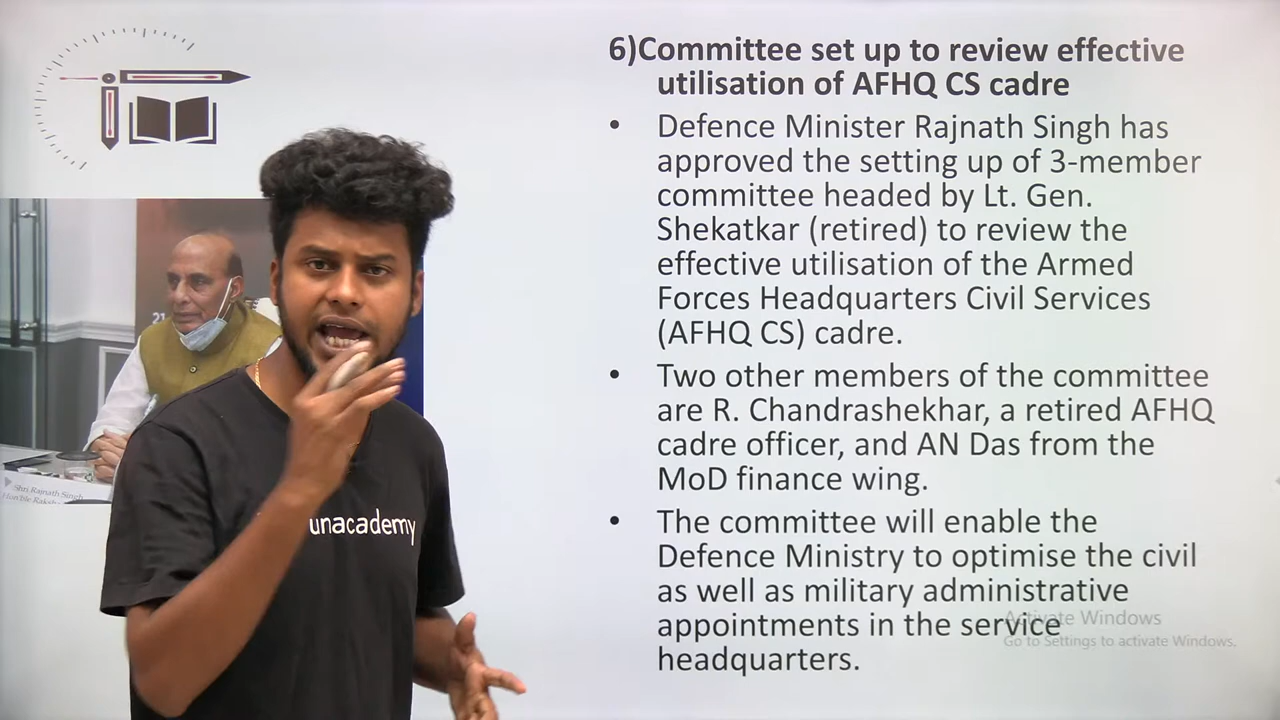 6)Committee set up to review effective
utilisation of AFHQ CS cadre
• Defence Minister Rajnath Singh has
approved the setting up of 3-member
committee headed by Lt. Gen.
Shekatkar (retired) to review the
effective utilisation of the Armed
Forces Headquarters Civil Services
(AFHQ CS) cadre.
• Two other members of the committee
are R. Chandrashekhar, a retired AFHQ
cadre officer, and AN Das from the
MoD finance wing.
• The committee will enable the
Defence Ministry to optimise the civil
as well as military administrative
appointments in the service
headquarters.
Activate Windows
Go to Settings to activate Windows.
unacademy
21
Shri Rajnath Singh